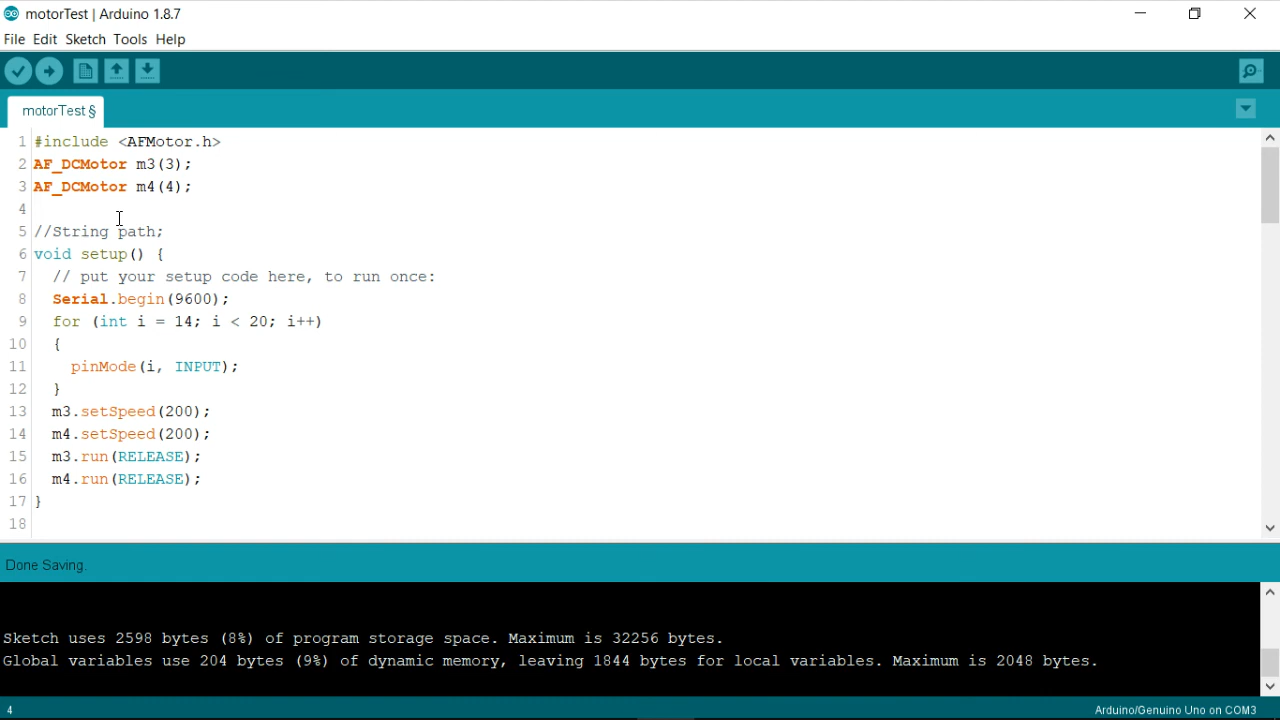 motorTest | Arduino 1.8.7
File Edit Sketch Tools Help
motorTest §
1 #include <AFMotor.h>
2 AF_DCMotor m3(3);
3 AF_DCMotor m4(4);
4
5 //String path;
6 void setup() {
7   // put your setup code here, to run once:
8   Serial.begin(9600);
9   for (int i = 14; i < 20; i++)
10   {
11     pinMode(i, INPUT);
12   }
13   m3.setSpeed(200);
14   m4.setSpeed(200);
15   m3.run(RELEASE);
16   m4.run(RELEASE);
17 }
18
Done Saving.
Sketch uses 2598 bytes (8%) of program storage space. Maximum is 32256 bytes.
Global variables use 204 bytes (9%) of dynamic memory, leaving 1844 bytes for local variables. Maximum is 2048 bytes.
4 Arduino/Genuino Uno on COM3